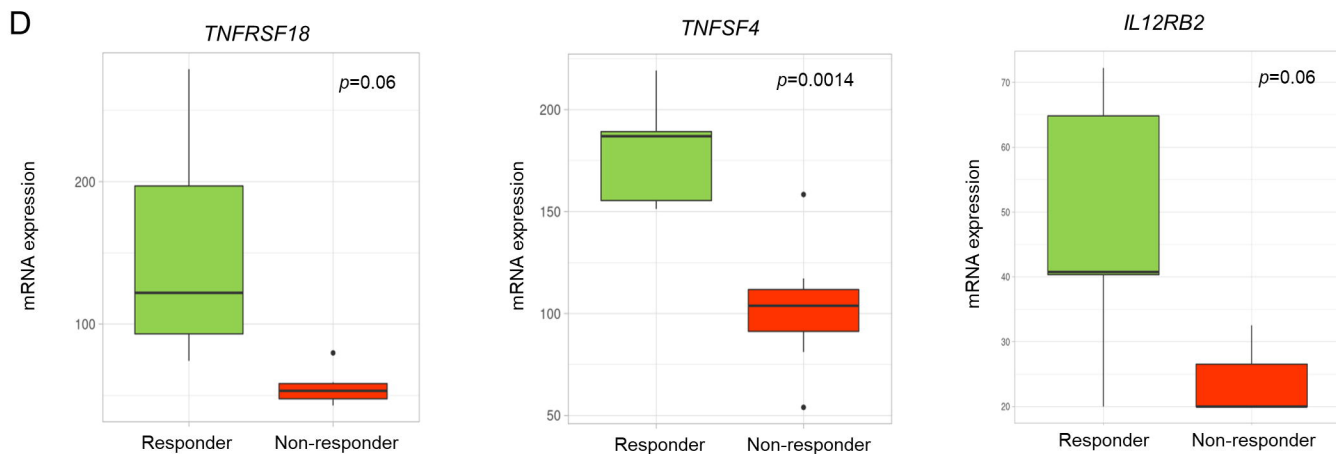 D
TNFRSF18
p=0.06
mRNA expression
200
100
Responder
Non-responder
TNFSF4
p=0.0014
mRNA expression
200
150
100
50
Responder
Non-responder
IL12RB2
p=0.06
mRNA expression
70
60
50
40
30
20
Responder
Non-responder